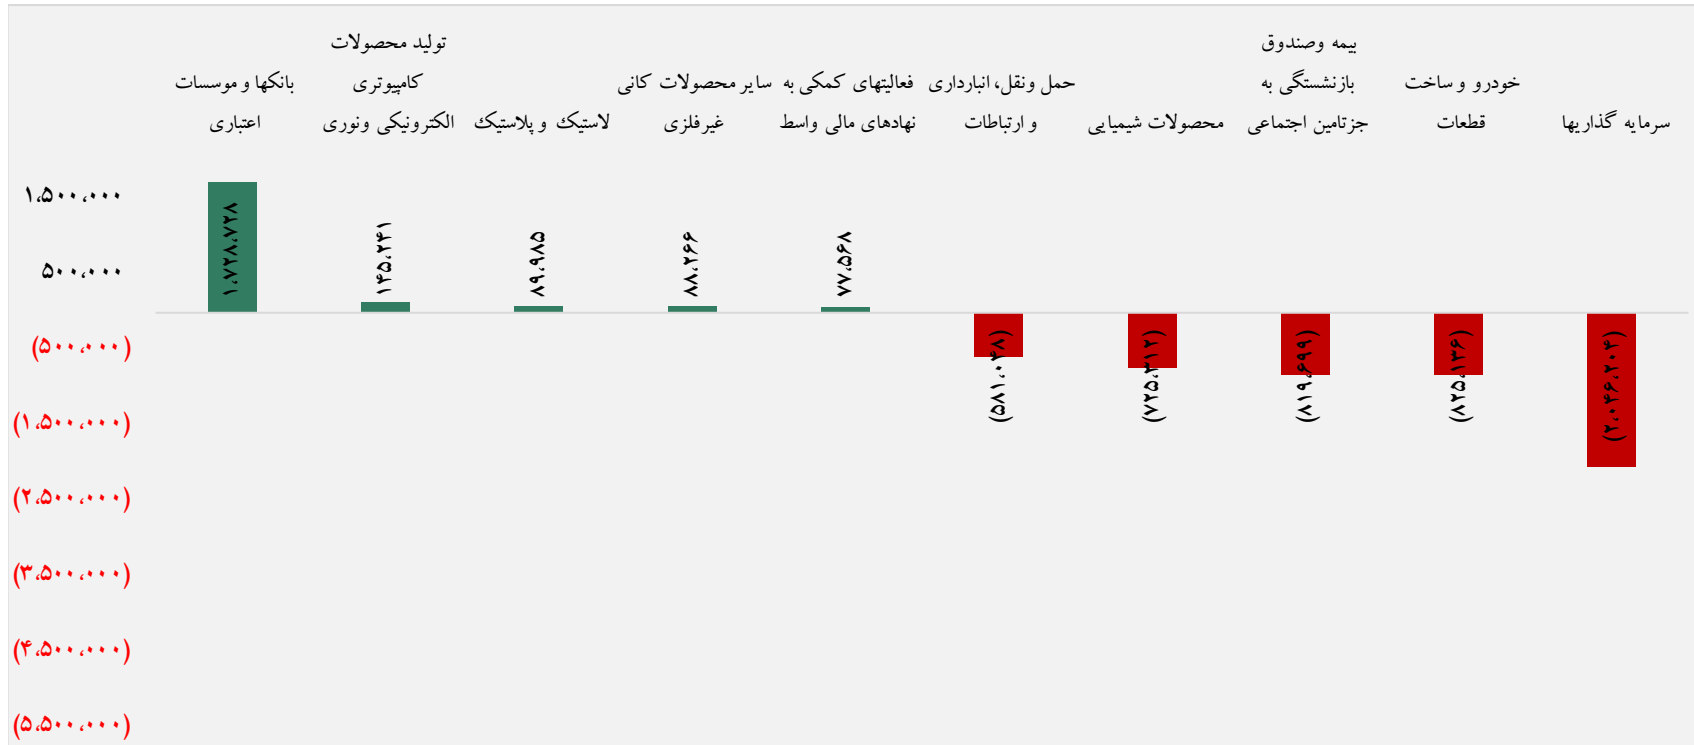 بانکها و موسسات
اعتباری
تولید محصولات
کامپیوتری
الکترونیکی ونوری
لاستیک و پلاستیک
سایر محصولات کانی
غیرفلزی
فعالیتهای کمکی به
نهادهای مالی واسط
حمل ونقل، انبارداری
و ارتباطات
محصولات شیمیایی
بیمه وصندوق
بازنشستگی به
جزتامین اجتماعی
خودرو و ساخت
قطعات
سرمایه گذاریها
۱،۵۰۰،۰۰۰
۵۰۰،۰۰۰
(۵۰۰،۰۰۰)
(۱،۵۰۰،۰۰۰)
(۲،۵۰۰،۰۰۰)
(۳،۵۰۰،۰۰۰)
(۴،۵۰۰،۰۰۰)
(۵،۵۰۰،۰۰۰)
۱،۷۲۸،۷۲۸
۱۴۵،۲۴۱
۸۹،۹۸۵
۸۸،۲۶۶
۷۷،۵۶۸
(۵۸۱،۰۴۸)
(۷۲۵،۳۱۲)
(۸۱۹،۶۹۹)
(۸۲۵،۱۳۶)
(۲،۰۴۶،۲۰۴)